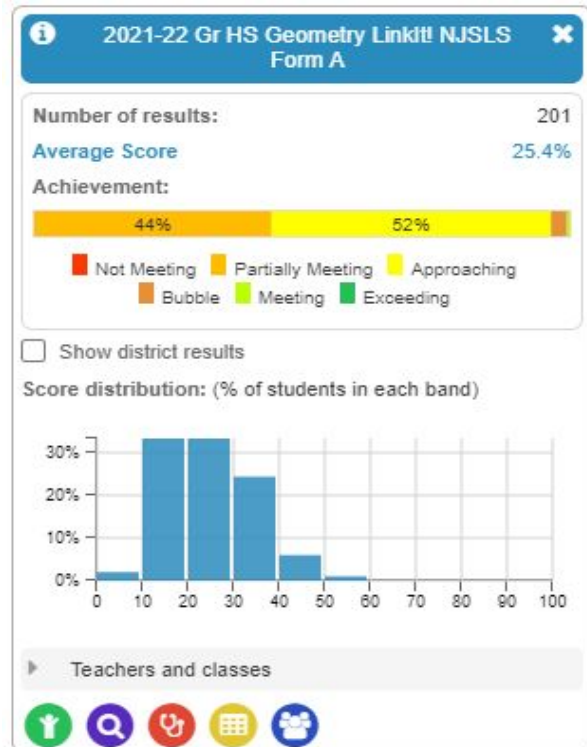 2021-22 Gr HS Geometry LinkIt! NJSLS
Form A
Number of results: 201
Average Score 25.4%
Achievement:
44% 52%
Not Meeting Partially Meeting Approaching
Bubble Meeting Exceeding
Show district results
Score distribution: (% of students in each band)
30%
20%
10%
0%
0 10 20 30 40 50 60 70 80 90 100
Teachers and classes